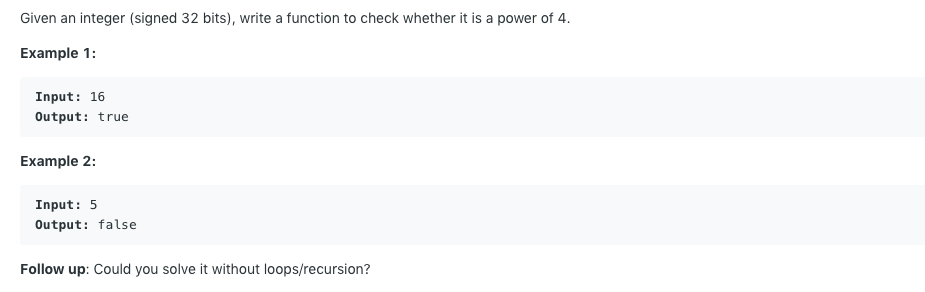 Given an integer (signed 32 bits), write a function to check whether it is a power of 4.
Example 1:
Input: 16
Output: true
Example 2:
Input: 5
Output: false
Follow up: Could you solve it without loops/recursion?